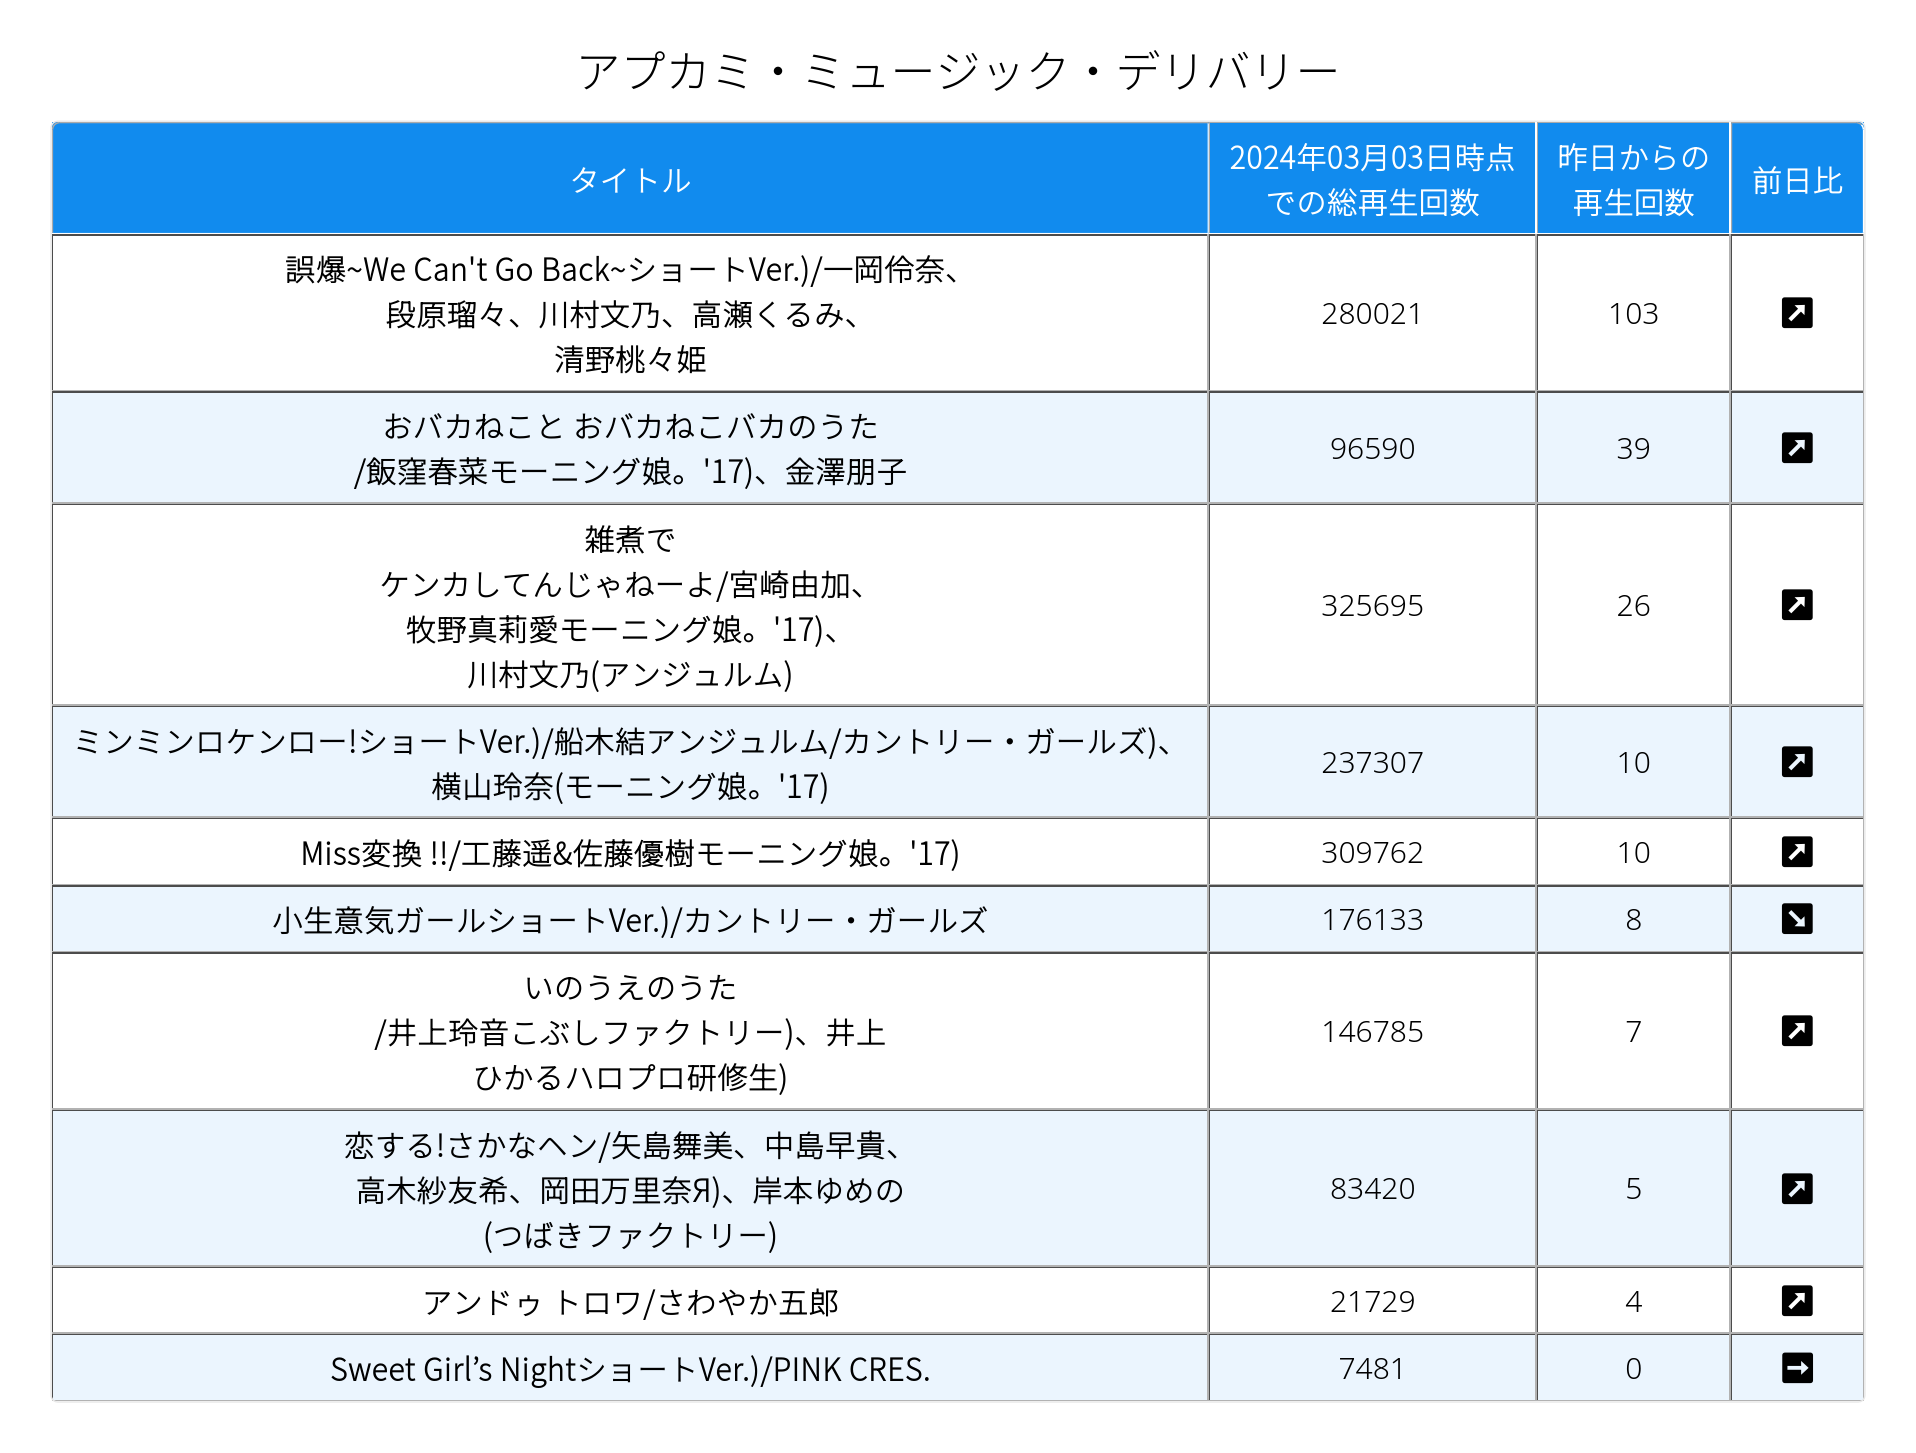 アプカミ・ミュージック・デリバリー
タイトル
2024年03月03日時点
での総再生回数
昨日からの
再生回数
前日比
誤爆~We Can't Go Back~ショートVer.)/一岡伶奈、
段原瑠々、川村文乃、高瀬くるみ、
清野桃々姫
280021
103
おバカねこと おバカねこバカのうた
/飯窪春菜モーニング娘。'17)、金澤朋子
96590
39
雑煮で
ケンカしてんじゃねーよ/宮崎由加、
牧野真莉愛モーニング娘。'17)、
川村文乃(アンジュルム)
325695
26
ミンミンロケンロー!ショートVer.)/船木結アンジュルム/カントリー・ガールズ)、
横山玲奈(モーニング娘。'17)
237307
10
Miss変換 !!/工藤遥&佐藤優樹モーニング娘。'17)
309762
10
小生意気ガールショートVer.)/カントリー・ガールズ
176133
8
いのうえのうた
/井上玲音こぶしファクトリー)、井上
ひかるハロプロ研修生)
146785
7
恋する!さかなヘン/矢島舞美、中島早貴、
高木紗友希、岡田万里奈Я)、岸本ゆめの
(つばきファクトリー)
83420
5
アンドゥ トロワ/さわやか五郎
21729
4
Sweet Girl’s NightショートVer.)/PINK CRES.
7481
0